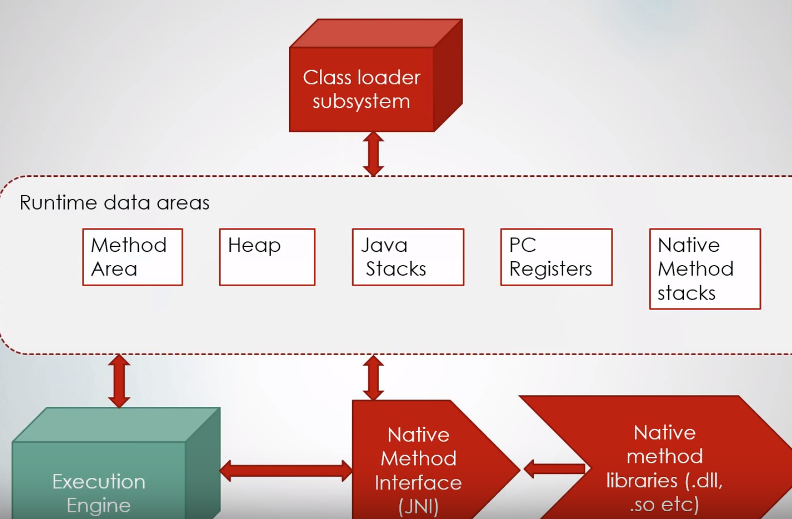 Class loader
subsystem
Runtime data areas
Method
Area
Heap
Java
Stacks
PC
Registers
Native
Method
stacks
Execution
Engine
Native
Method
Interface
(JNI)
Native
method
libraries (.dll,
.so etc)